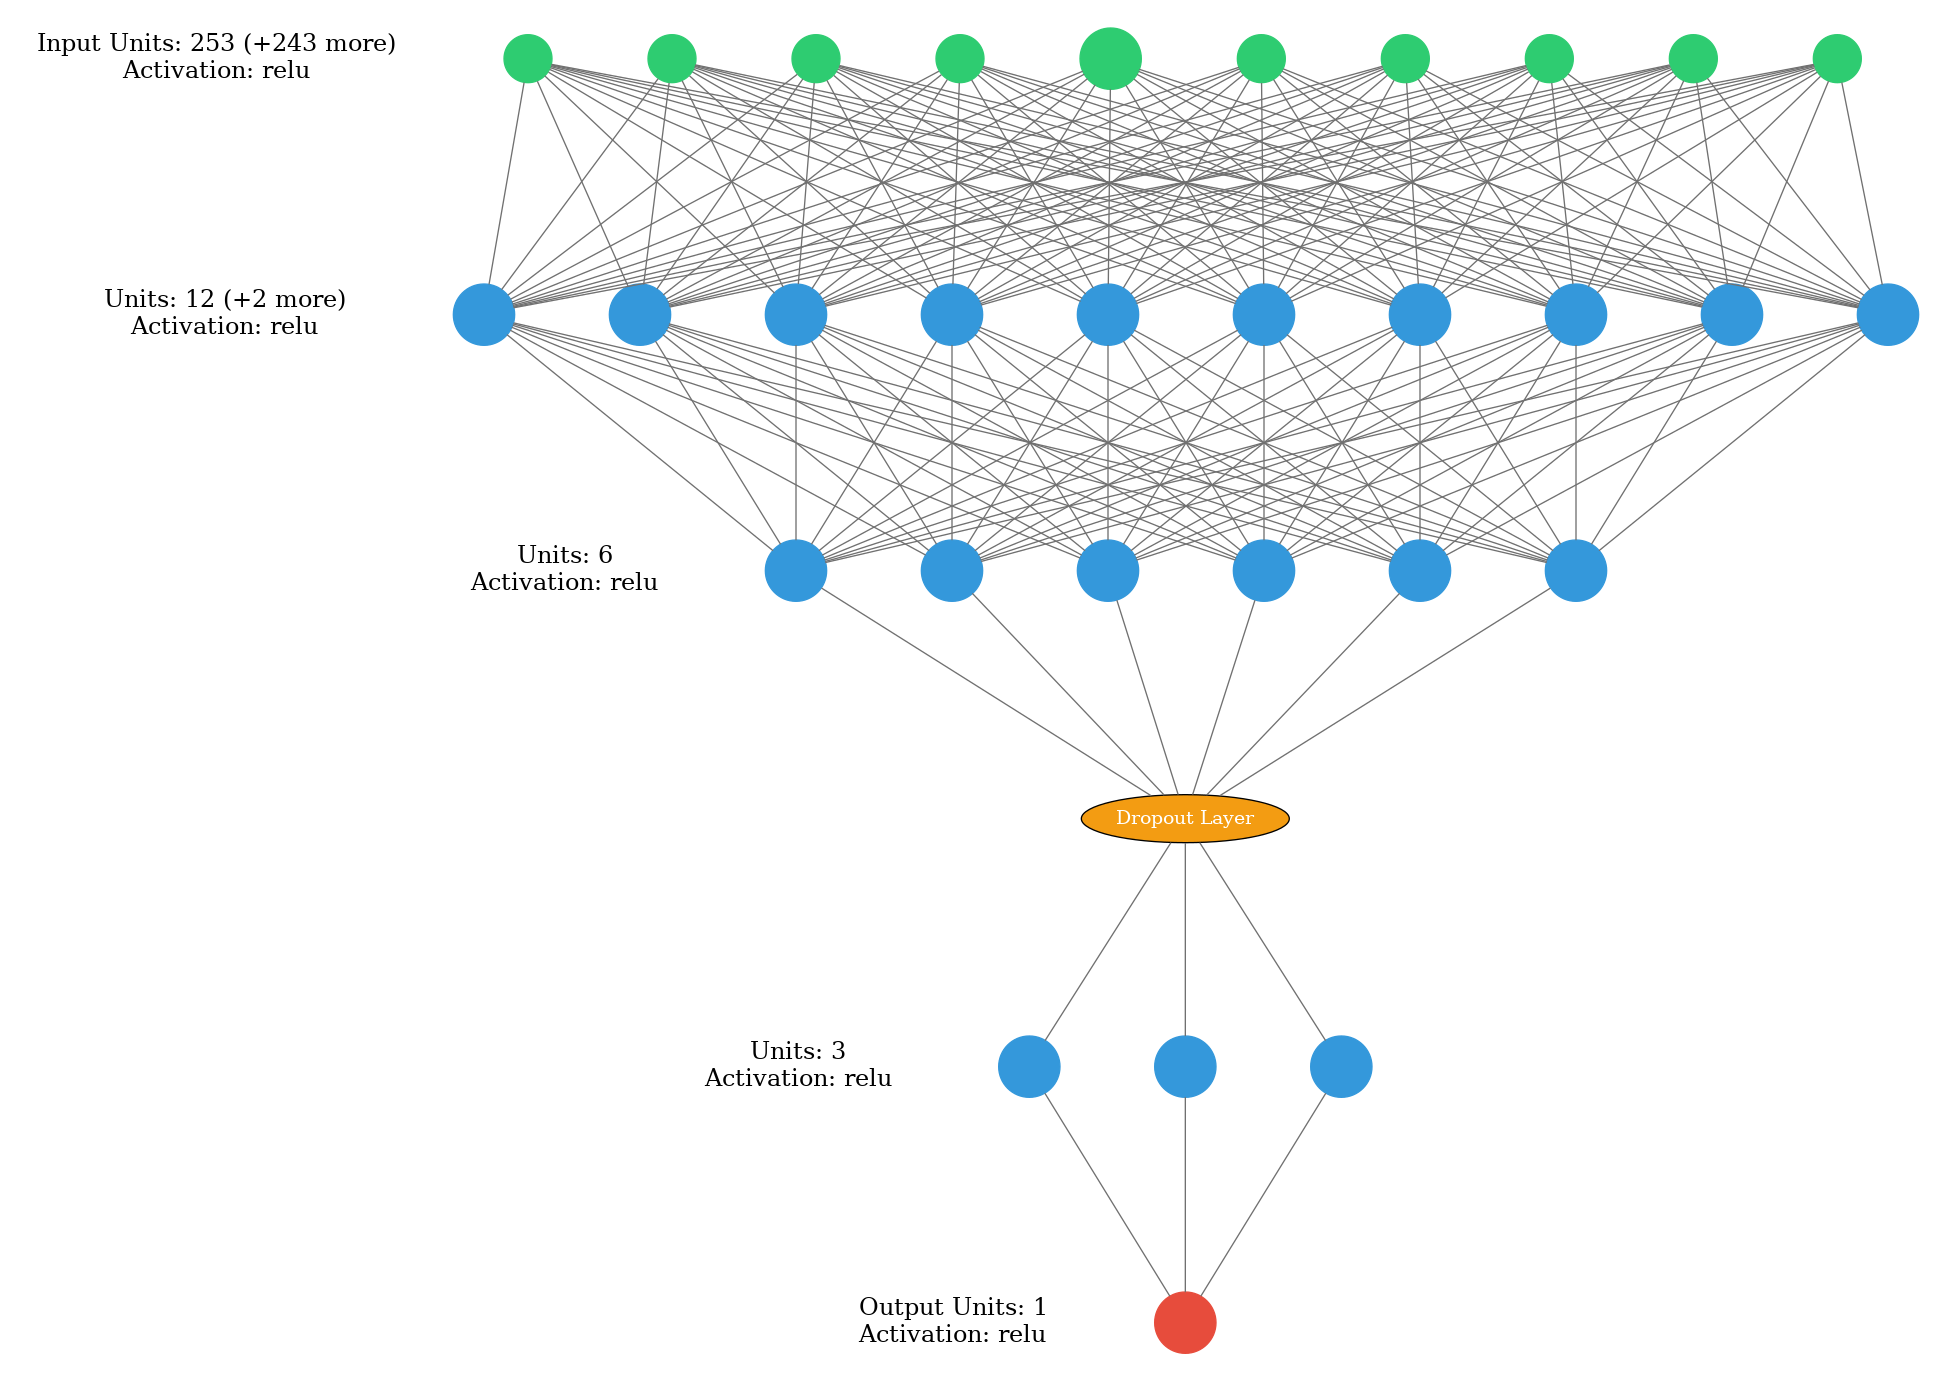 Input Units: 253 (+243 more)
Activation: relu
Units: 12 (+2 more)
Activation: relu
Units: 6
Activation: relu
Dropout Layer
Units: 3
Activation: relu
Output Units: 1
Activation: relu